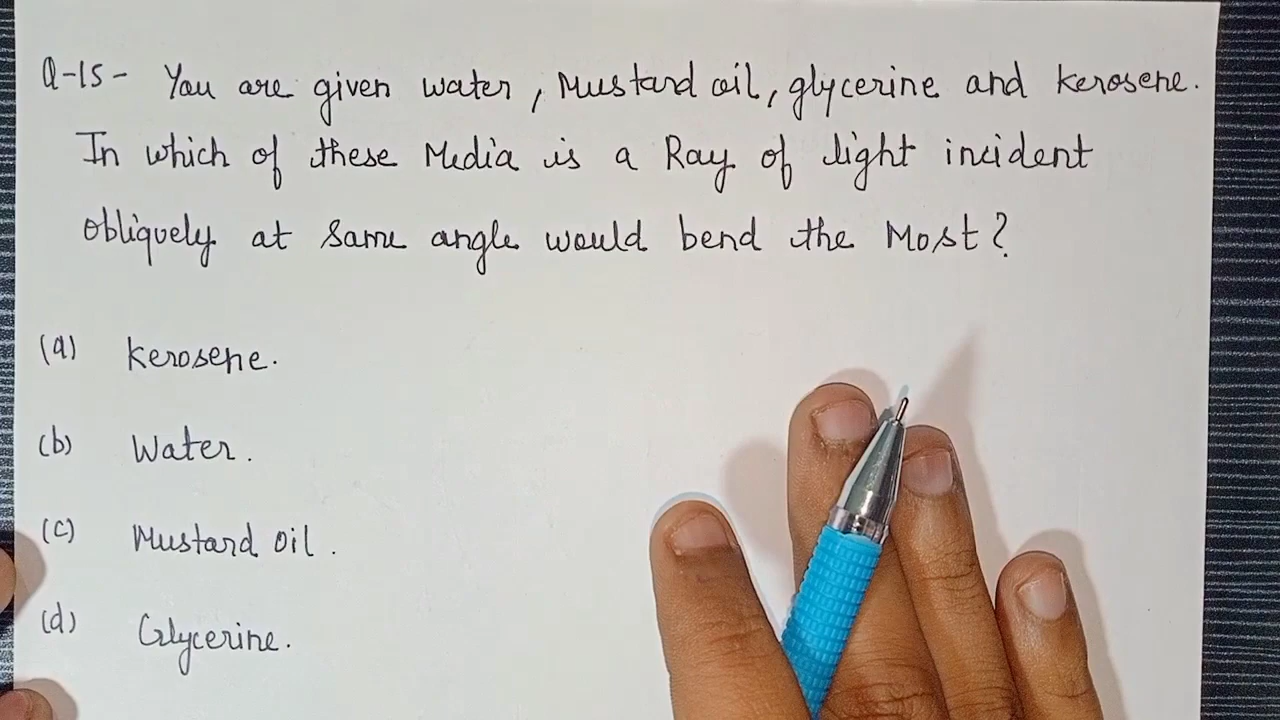 Q-15- You are given water, Mustard oil, glycerine and kerosene.
In which of these Media is a Ray of light incident
obliquely at same angle would bend the Most?
(a) kerosene.
(b) Water.
(c) Mustard oil.
(d) Glycerine.